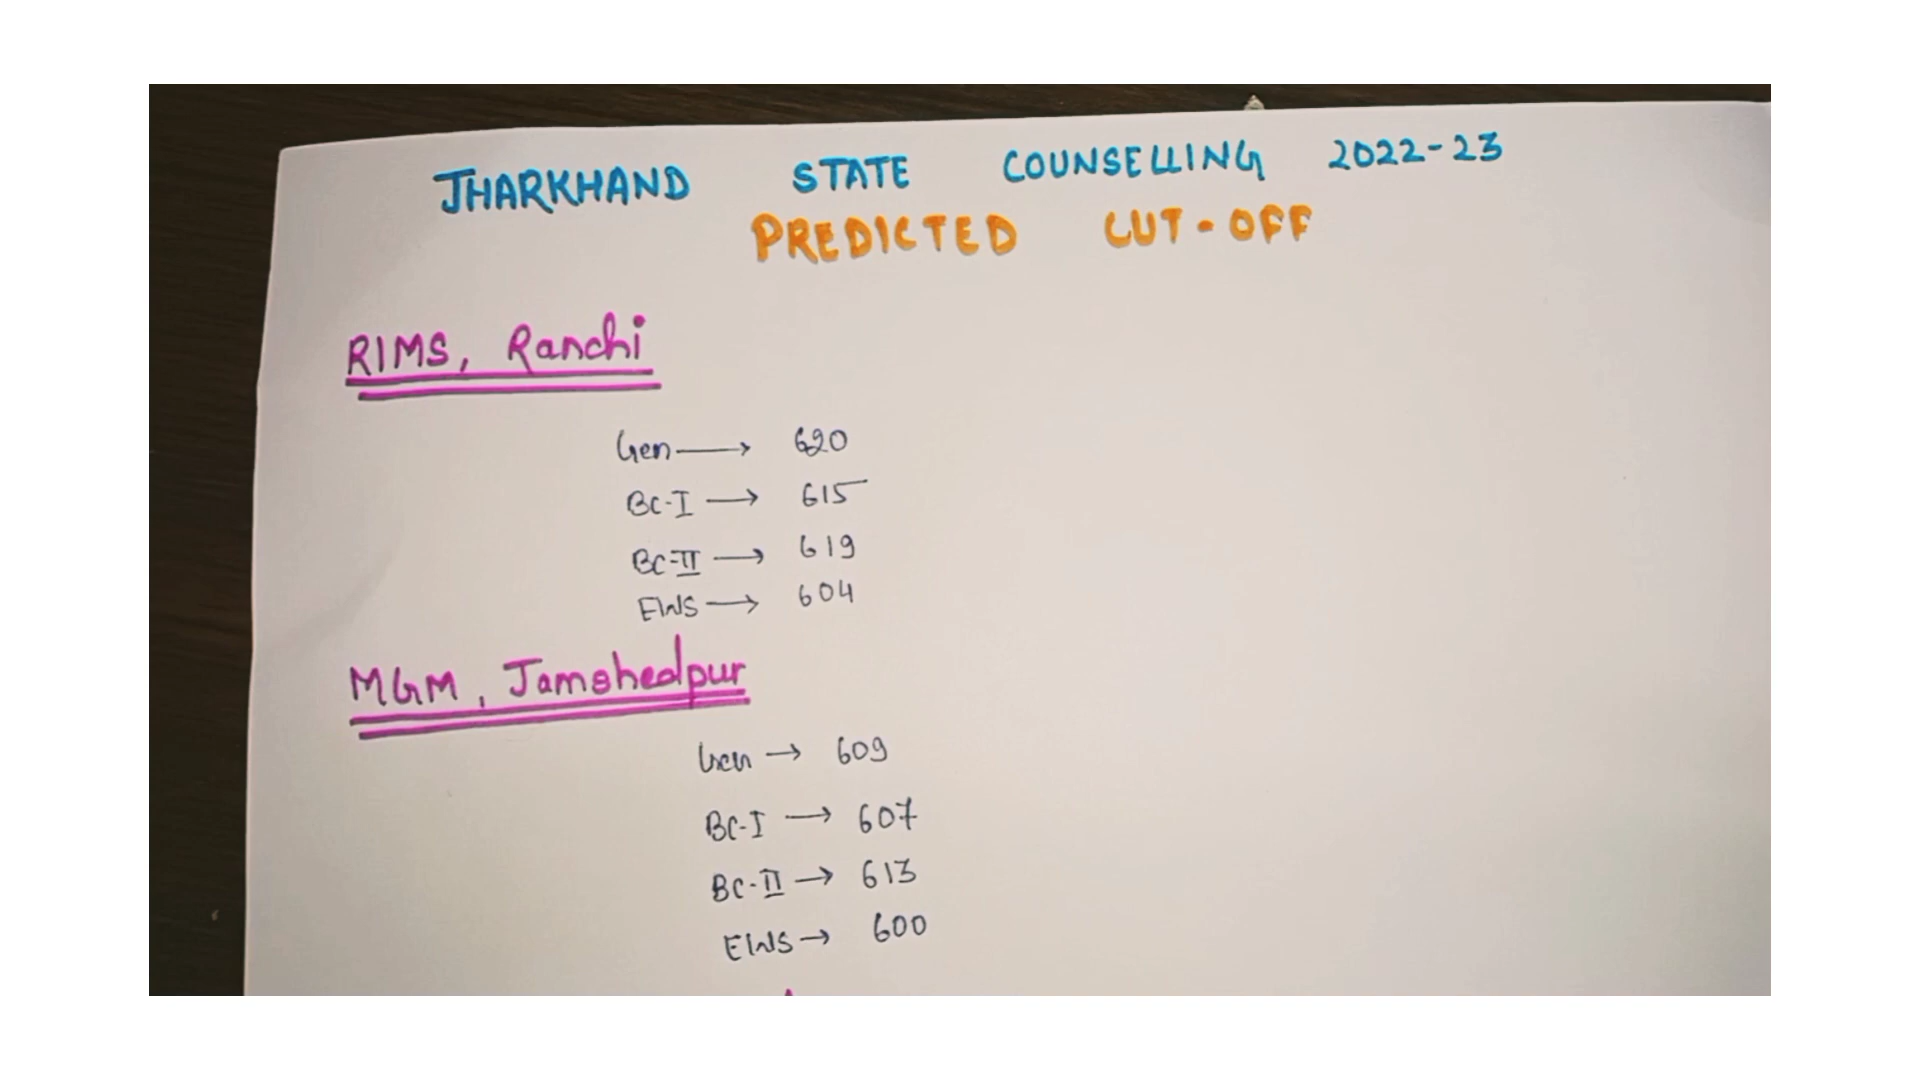 JHARKHAND STATE COUNSELLING 2022-23
PREDICTED CUT-OFF
RIMS, Ranchi
Gen → 620
BC-I → 615
BC-II → 619
EWS → 604
MGM, Jamshedpur
Gen → 609
BC-I → 607
BC-II → 613
EWS → 600